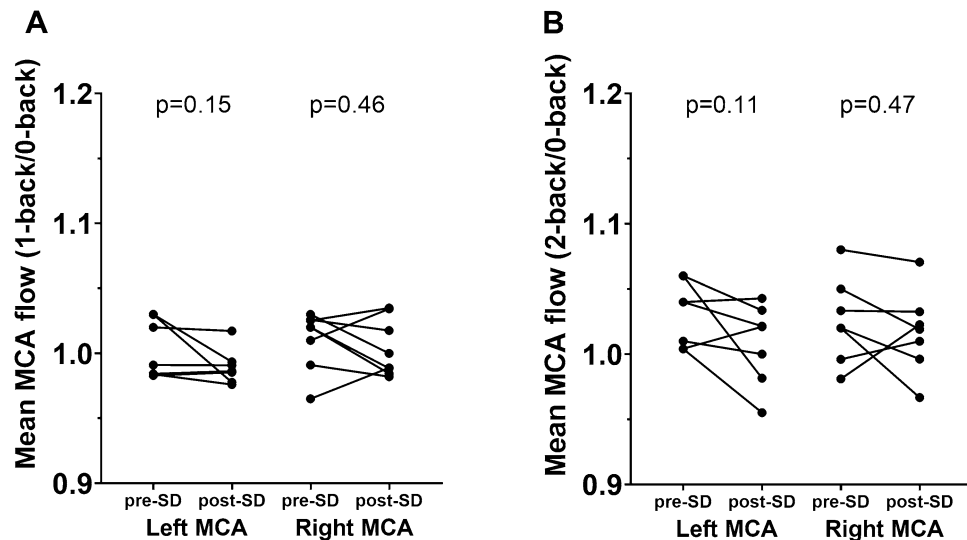 A
Mean MCA flow (1-back/0-back)
1.2
1.1
1.0
0.9
p=0.15
p=0.46
pre-SD post-SD pre-SD post-SD
Left MCA Right MCA
B
Mean MCA flow (2-back/0-back)
1.2
1.1
1.0
0.9
p=0.11
p=0.47
pre-SD post-SD pre-SD post-SD
Left MCA Right MCA